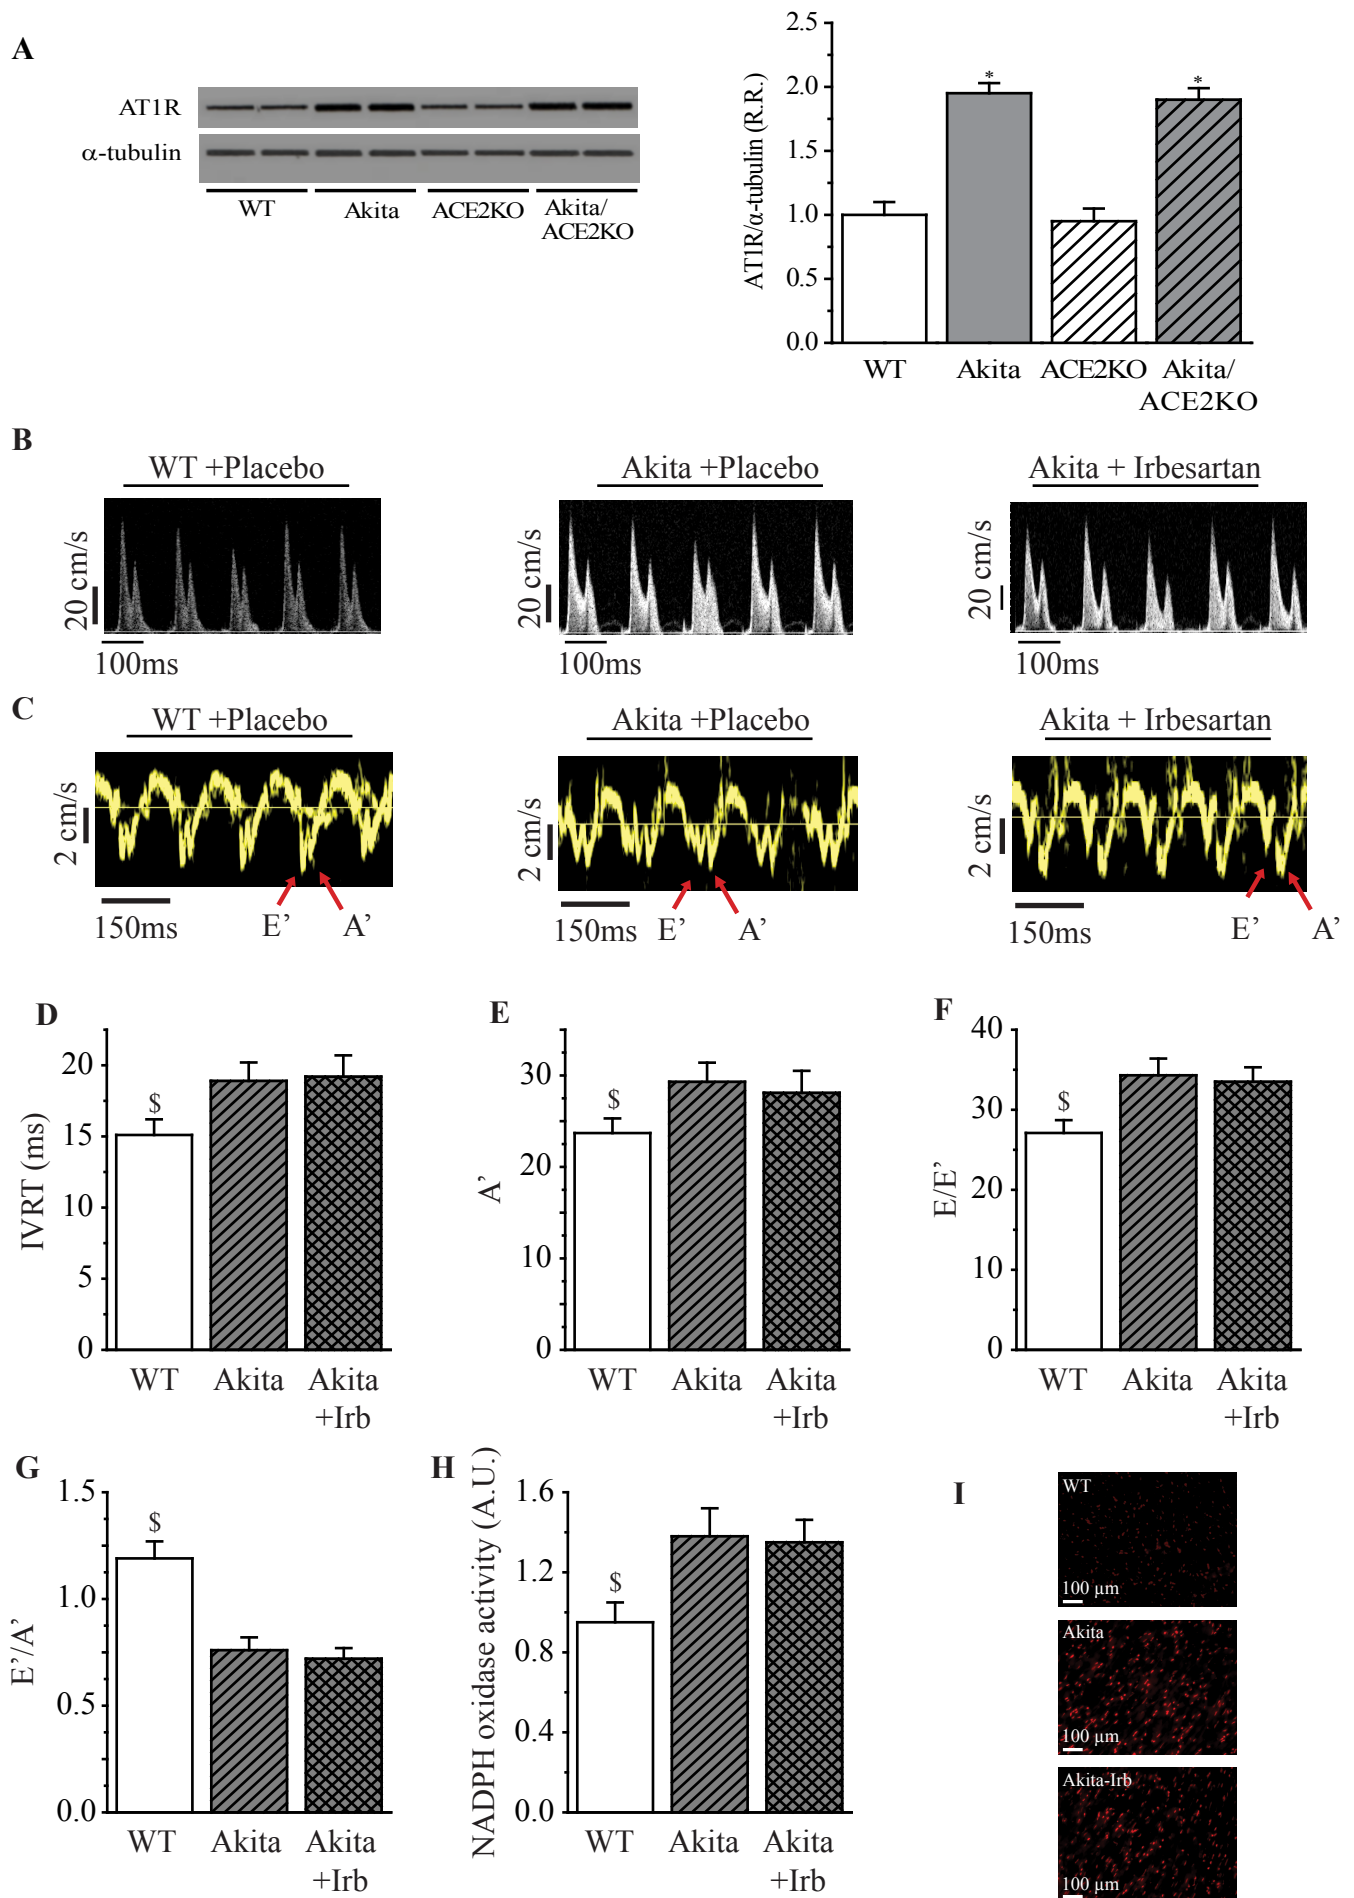 A
AT1R
α-tubulin
WT
Akita
ACE2KO
Akita/
ACE2KO
AT1R/α-tubulin (R.R.)
2.5
2.0
1.5
1.0
0.5
0.0
*
*
WT
Akita
ACE2KO
Akita/
ACE2KO
B
WT +Placebo
Akita +Placebo
Akita + Irbesartan
20 cm/s
100ms
20 cm/s
100ms
20 cm/s
100ms
C
WT +Placebo
Akita +Placebo
Akita + Irbesartan
2 cm/s
150ms
E’
A’
2 cm/s
150ms
E’
A’
2 cm/s
150ms
E’
A’
D
IVRT (ms)
20
15
10
5
0
$
WT
Akita
Akita
+Irb
E
A’
30
20
10
0
$
WT
Akita
Akita
+Irb
F
E/E’
40
30
20
10
0
$
WT
Akita
Akita
+Irb
G
E’/A’
1.5
1.0
0.5
0.0
$
WT
Akita
Akita
+Irb
H
NADPH oxidase activity (A.U.)
1.6
1.2
0.8
0.4
0.0
$
WT
Akita
Akita
+Irb
I
WT
100 µm
Akita
100 µm
Akita-Irb
100 µm